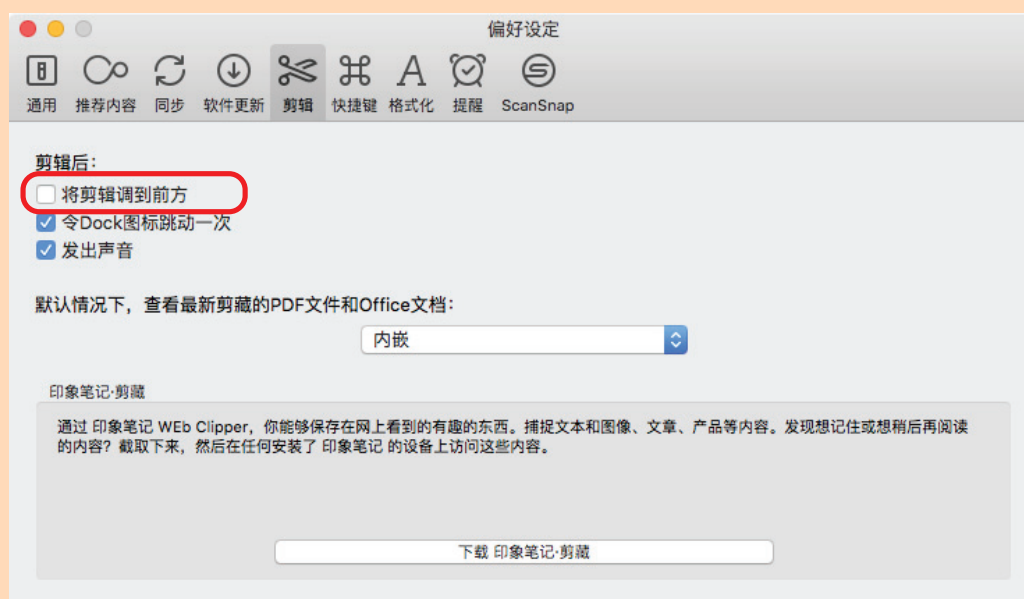 偏好设定
通用 推荐内容 同步 软件更新 剪辑 快捷键 格式化 提醒 ScanSnap
剪辑后：
将剪辑调到前方
令Dock图标跳动一次
发出声音
默认情况下，查看最新剪藏的PDF文件和Office文档：
内嵌
印象笔记·剪藏
通过 印象笔记 WEb Clipper，你能够保存在网上看到的有趣的东西。捕捉文本和图像、文章、产品等内容。发现想记住或想稍后再阅读
的内容？截取下来，然后在任何安装了 印象笔记 的设备上访问这些内容。
下载 印象笔记·剪藏